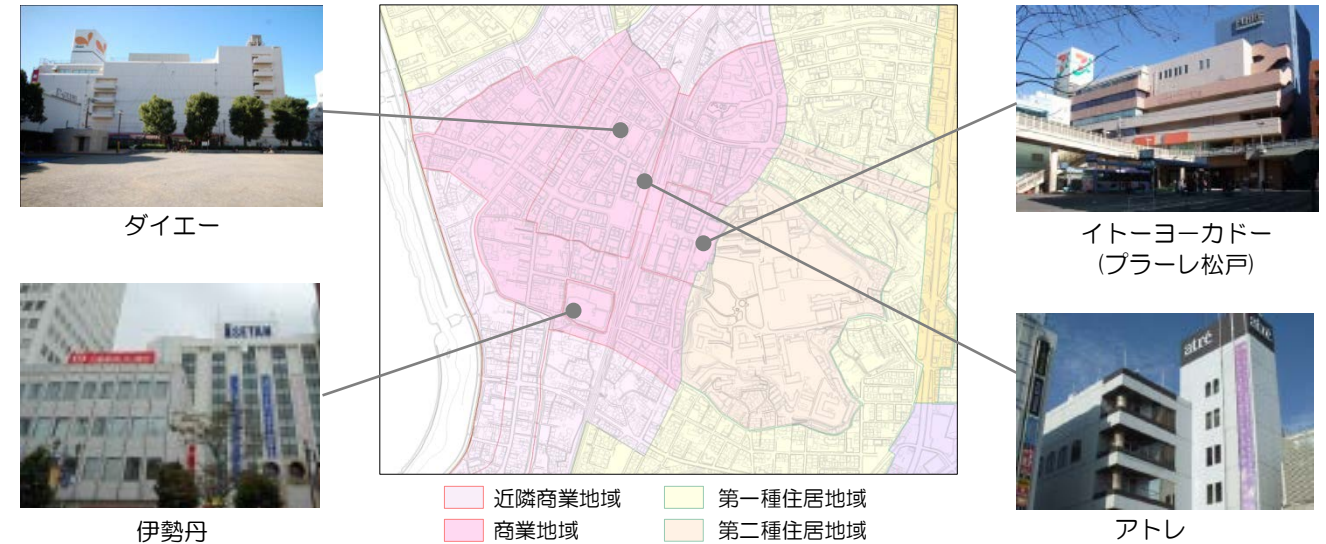 ダイエー
atré
イトーヨーカドー
(プラーレ松戸)
ISETAN
伊勢丹
atré
アトレ
近隣商業地域
第一種住居地域
商業地域
第二種住居地域